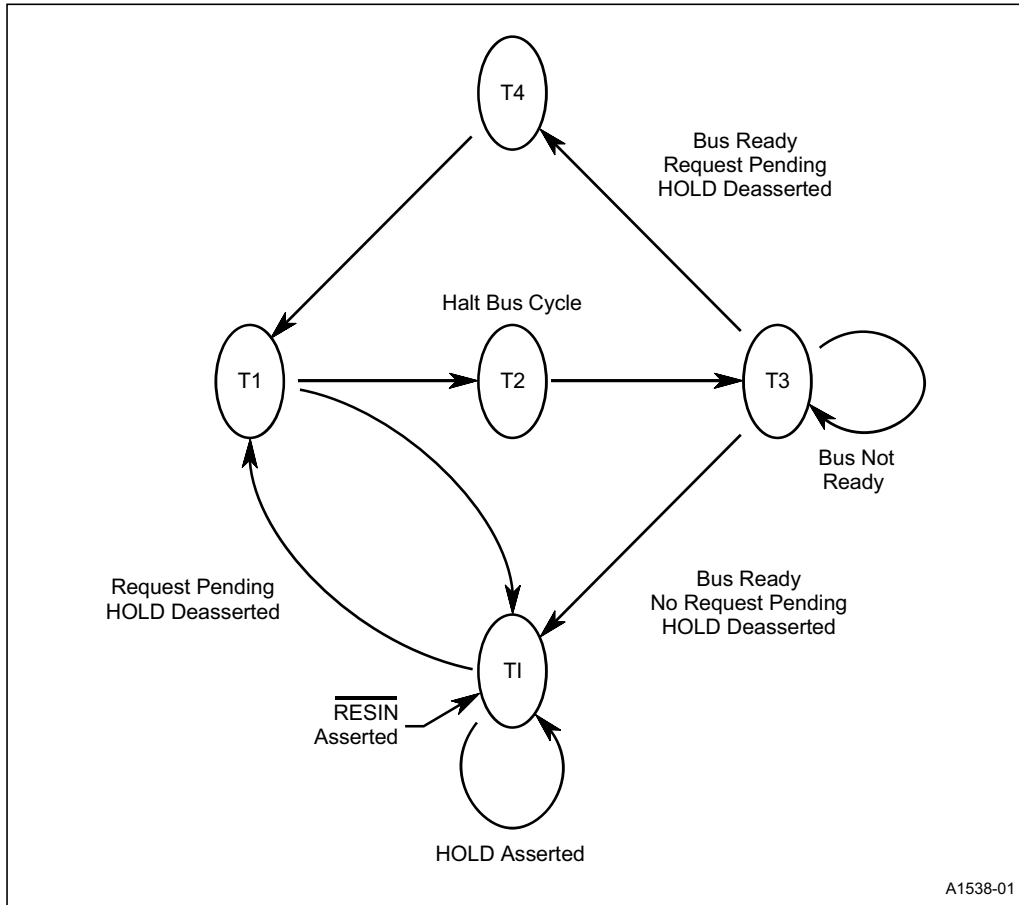 T4
Bus Ready
Request Pending
HOLD Deasserted
Halt Bus Cycle
T1
T2
T3
Bus Not
Ready
Request Pending
HOLD Deasserted
Bus Ready
No Request Pending
HOLD Deasserted
TI
RESIN
Asserted
HOLD Asserted
A1538-01